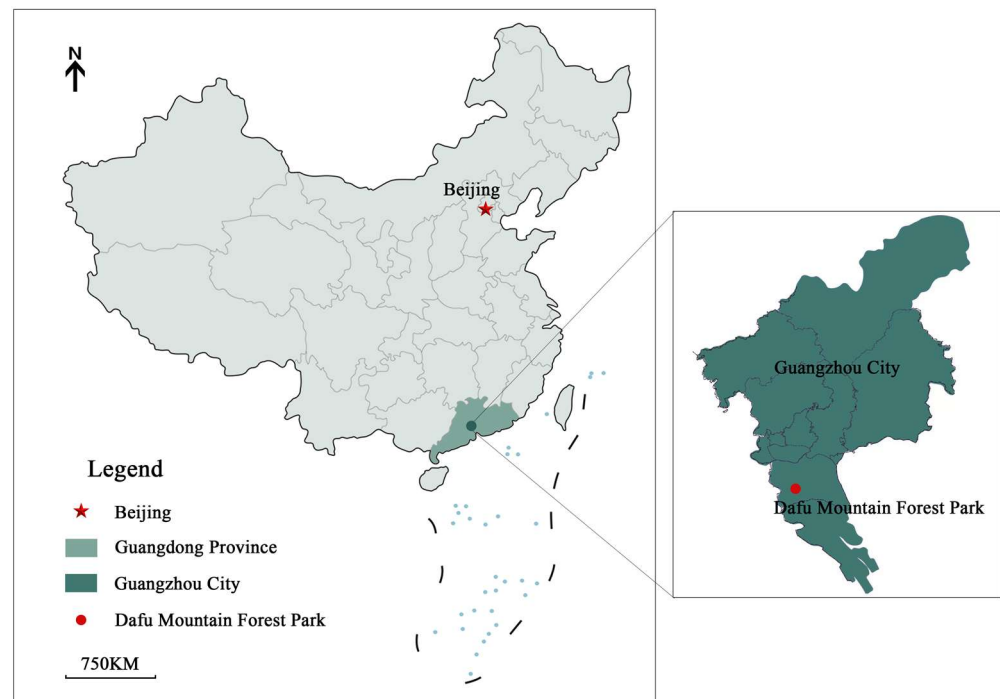 N
Beijing
Guangzhou City
Dafu Mountain Forest Park
Legend
Beijing
Guangdong Province
Guangzhou City
Dafu Mountain Forest Park
750KM